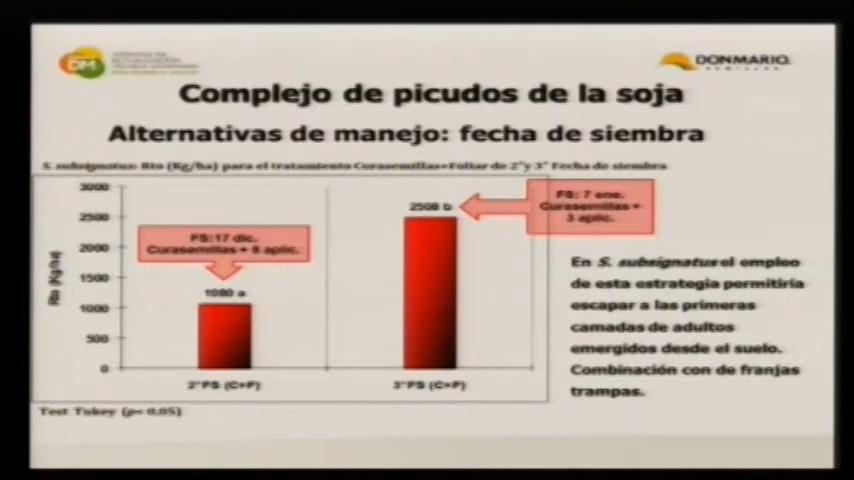 DM
DONMARIO
SEMILLAS
Complejo de picudos de la soja
Alternativas de manejo: fecha de siembra
S. subsignatus: Rto (Kg/ha) para el tratamiento Curasemillas+Foliar de 2° y 3° Fecha de siembra
3000
2500
2000
1500
1000
500
0
Rto (Kg/ha)
FS: 17 dic.
Curasemillas + 8 aplic.
1080 a
2508 b
FS: 7 ene.
Curasemillas +
3 aplic.
2°FS (C+F)
3°FS (C+F)
Test Tukey (p< 0.05)
En S. subsignatus el empleo
de esta estrategia permitiría
escapar a las primeras
camadas de adultos
emergidos desde el suelo.
Combinación con de franjas
trampas.